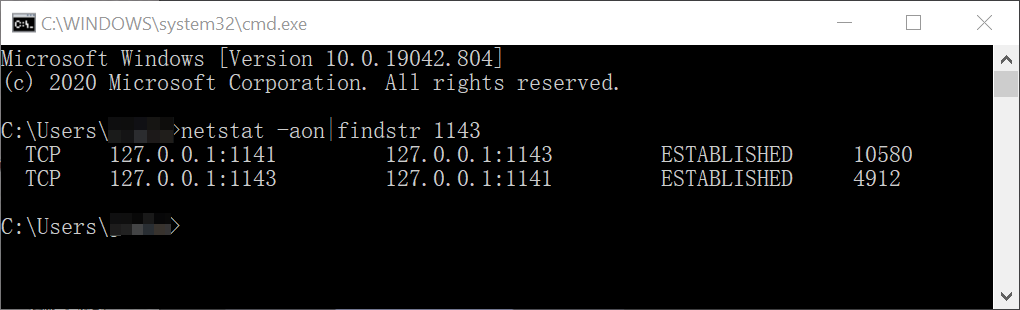 C:\WINDOWS\system32\cmd.exe
Microsoft Windows [Version 10.0.19042.804]
(c) 2020 Microsoft Corporation. All rights reserved.
C:\Users\>netstat -aon|findstr 1143
TCP 127.0.0.1:1141 127.0.0.1:1143 ESTABLISHED 10580
TCP 127.0.0.1:1143 127.0.0.1:1141 ESTABLISHED 4912
C:\Users\>